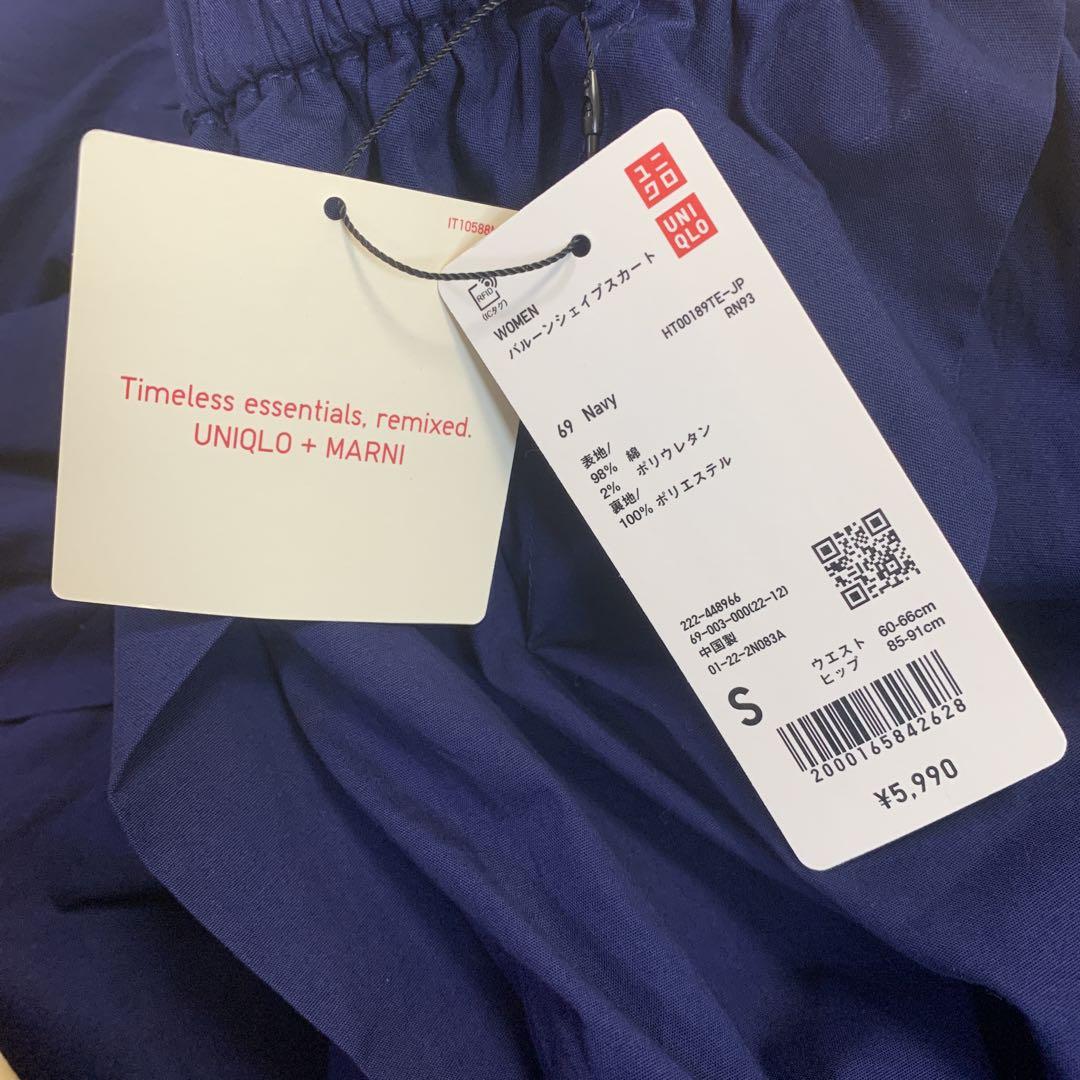 IT10588
Timeless essentials, remixed.
UNIQLO + MARNI
ユニ
クロ
UNI
QLO
RFID
(ICタグ)
WOMEN
バルーンシェイプスカート
HT00189TE-JP
RN93
69 Navy
表地/
98% 綿
2% ポリウレタン
裏地/
100% ポリエステル
222-448966
69-003-000(22-12)
中国製
01-22-2N083A
ウエスト 60-66cm
ヒップ 85-91cm
S
2000165842628
¥5,990